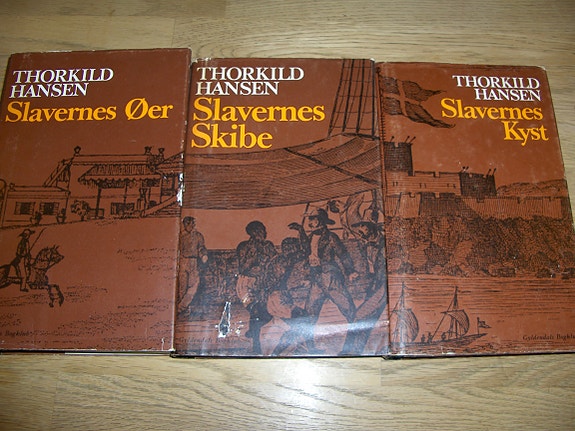 THORKILD
HANSEN
Slavernes Øer
THORKILD
HANSEN
Slavernes
Skibe
THORKILD
HANSEN
Slavernes
Kyst
Gyldendals Bogklub